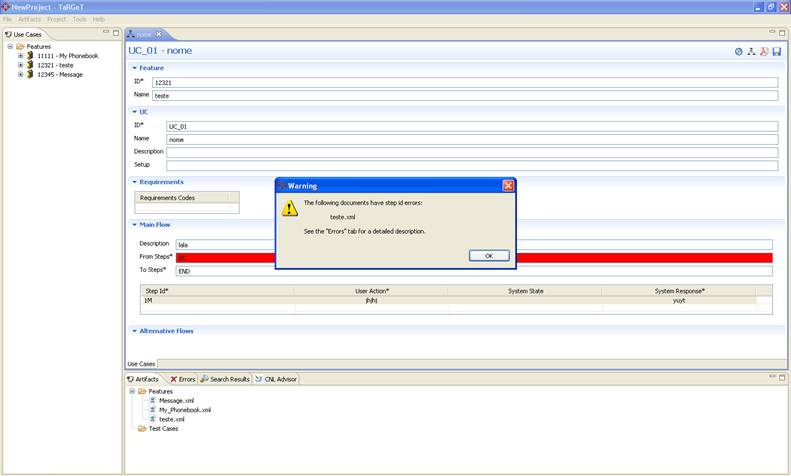 NewProject - TaRGeT
File Artifacts Project Tools Help
Use Cases
Features
11111 - My Phonebook
12321 - teste
12345 - Message
nome
UC_01 - nome
Feature
ID* 12321
Name teste
UC
ID* UC_01
Name nome
Description
Setup
Requirements
Requirements Codes
Main Flow
Description lala
From Steps*
To Steps* END
Step Id* User Action* System State System Response*
1M jhjhj yuyt
Alternative Flows
Use Cases
Warning
The following documents have step id errors:
teste.xml
See the "Errors" tab for a detailed description.
OK
Artifacts Errors Search Results CNL Advisor
Features
Message.xml
My_Phonebook.xml
teste.xml
Test Cases